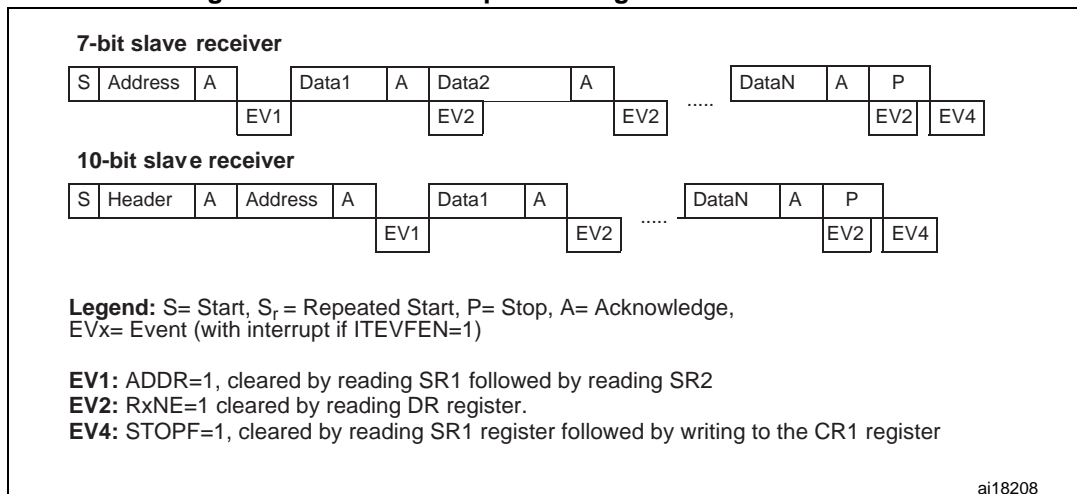 7-bit slave receiver
S Address A Data1 A Data2 A ..... DataN A P
EV1 EV2 EV2 EV2 EV4
10-bit slave receiver
S Header A Address A Data1 A ..... DataN A P
EV1 EV2 EV2 EV4
Legend: S= Start, Sr = Repeated Start, P= Stop, A= Acknowledge,
EVx= Event (with interrupt if ITEVFEN=1)
EV1: ADDR=1, cleared by reading SR1 followed by reading SR2
EV2: RxNE=1 cleared by reading DR register.
EV4: STOPF=1, cleared by reading SR1 register followed by writing to the CR1 register
ai18208